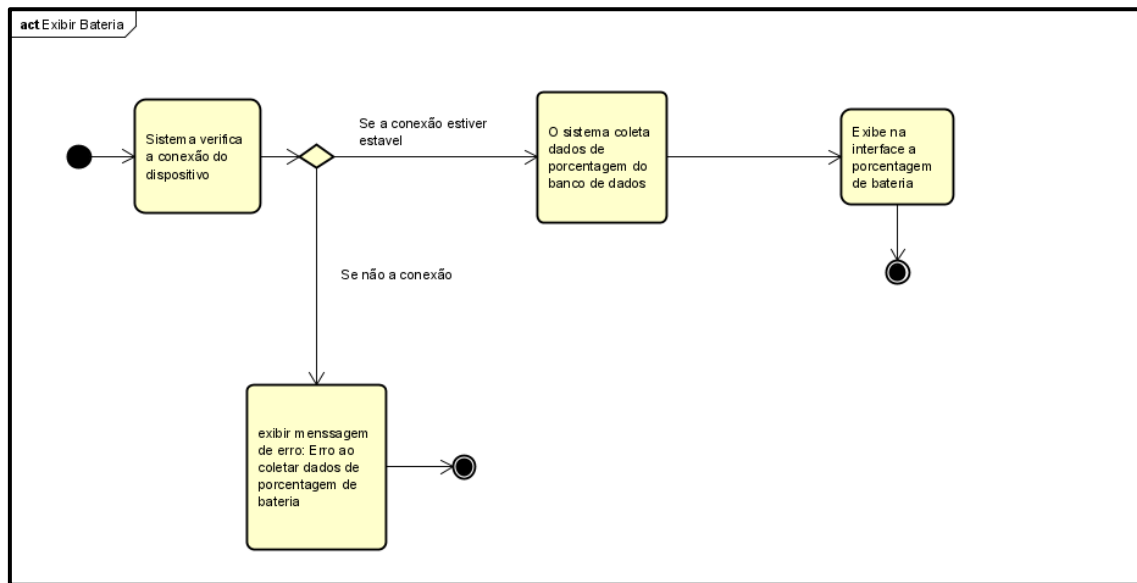 act Exibir Bateria
Sistema verifica
a conexão do
dispositivo
Se a conexão estiver
estavel
O sistema coleta
dados de
porcentagem do
banco de dados
Exibe na
interface a
porcentagem
de bateria
Se não a conexão
exibir menssagem
de erro: Erro ao
coletar dados de
porcentagem de
bateria